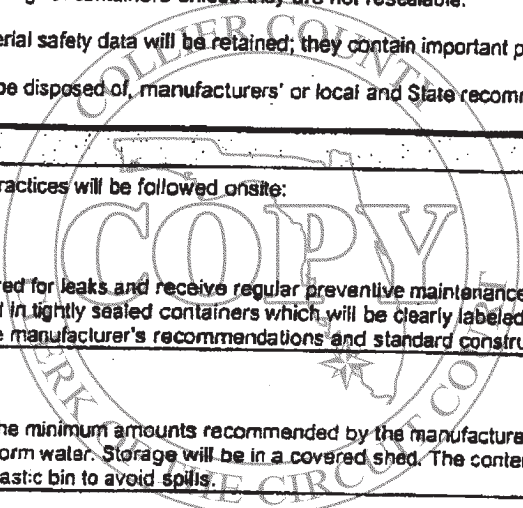 are not resealable.
erial safety data will be retained; they contain important p
be disposed of, manufacturers' or local and State recomm
ractices will be followed onsite:
red for leaks and receive regular preventive maintenance
in tightly sealed containers which will be clearly labeled
manufacturer's recommendations and standard constru
he minimum amounts recommended by the manufacture
orm water. Storage will be in a covered shed. The conte
astic bin to avoid spills.
COLLIER COUNTY
COPY
CLERK OF THE CIRCUIT COURT